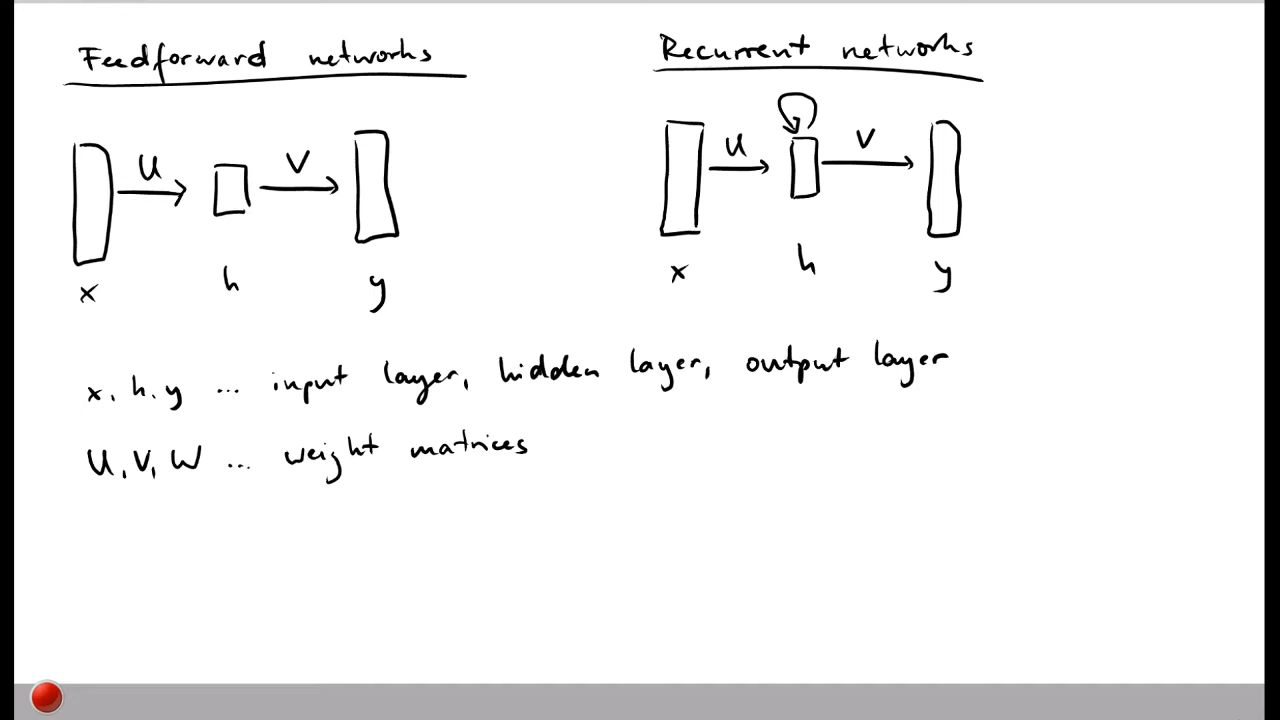 Feedforward networks
U V
x h y
Recurrent networks
U V
x h y
x, h, y ... input layer, hidden layer, output layer
U, V, W ... weight matrices